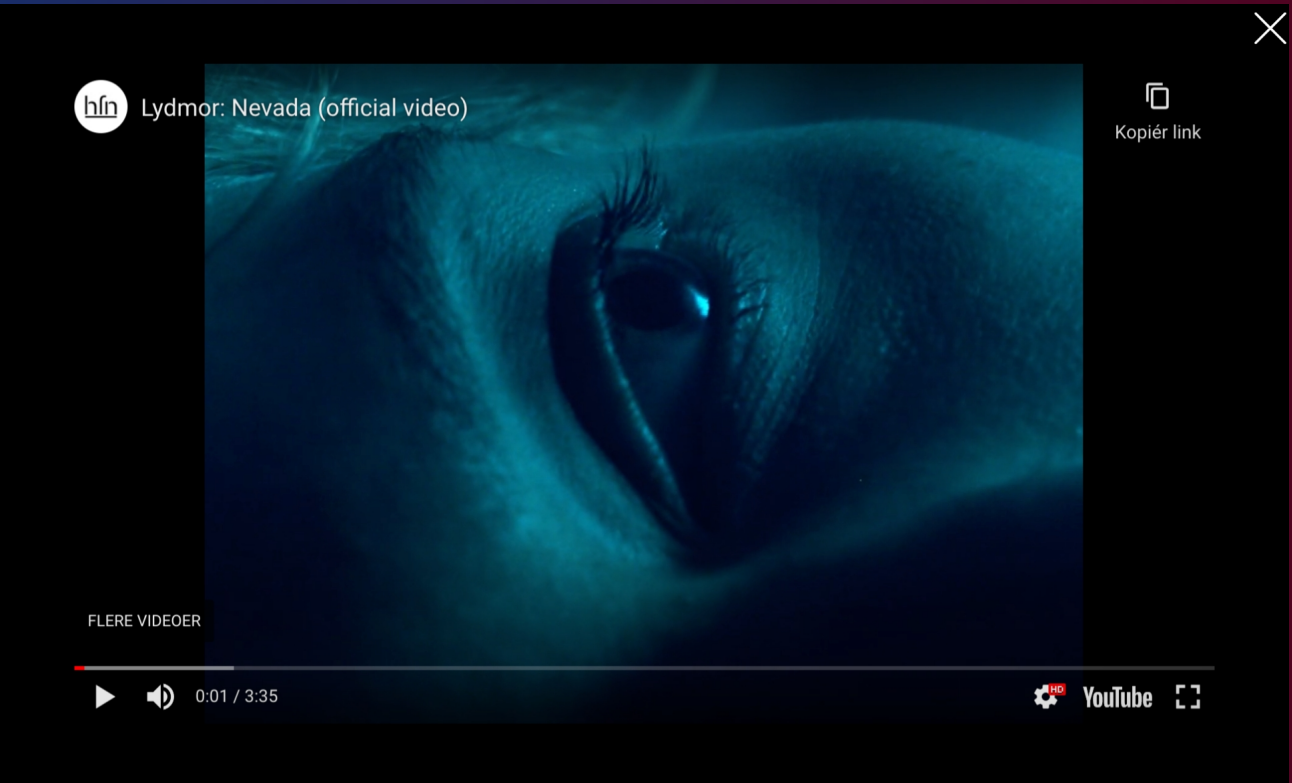 hfn
Lydmor: Nevada (official video)
Kopiér link
FLERE VIDEOER
0:01 / 3:35
HD
YouTube